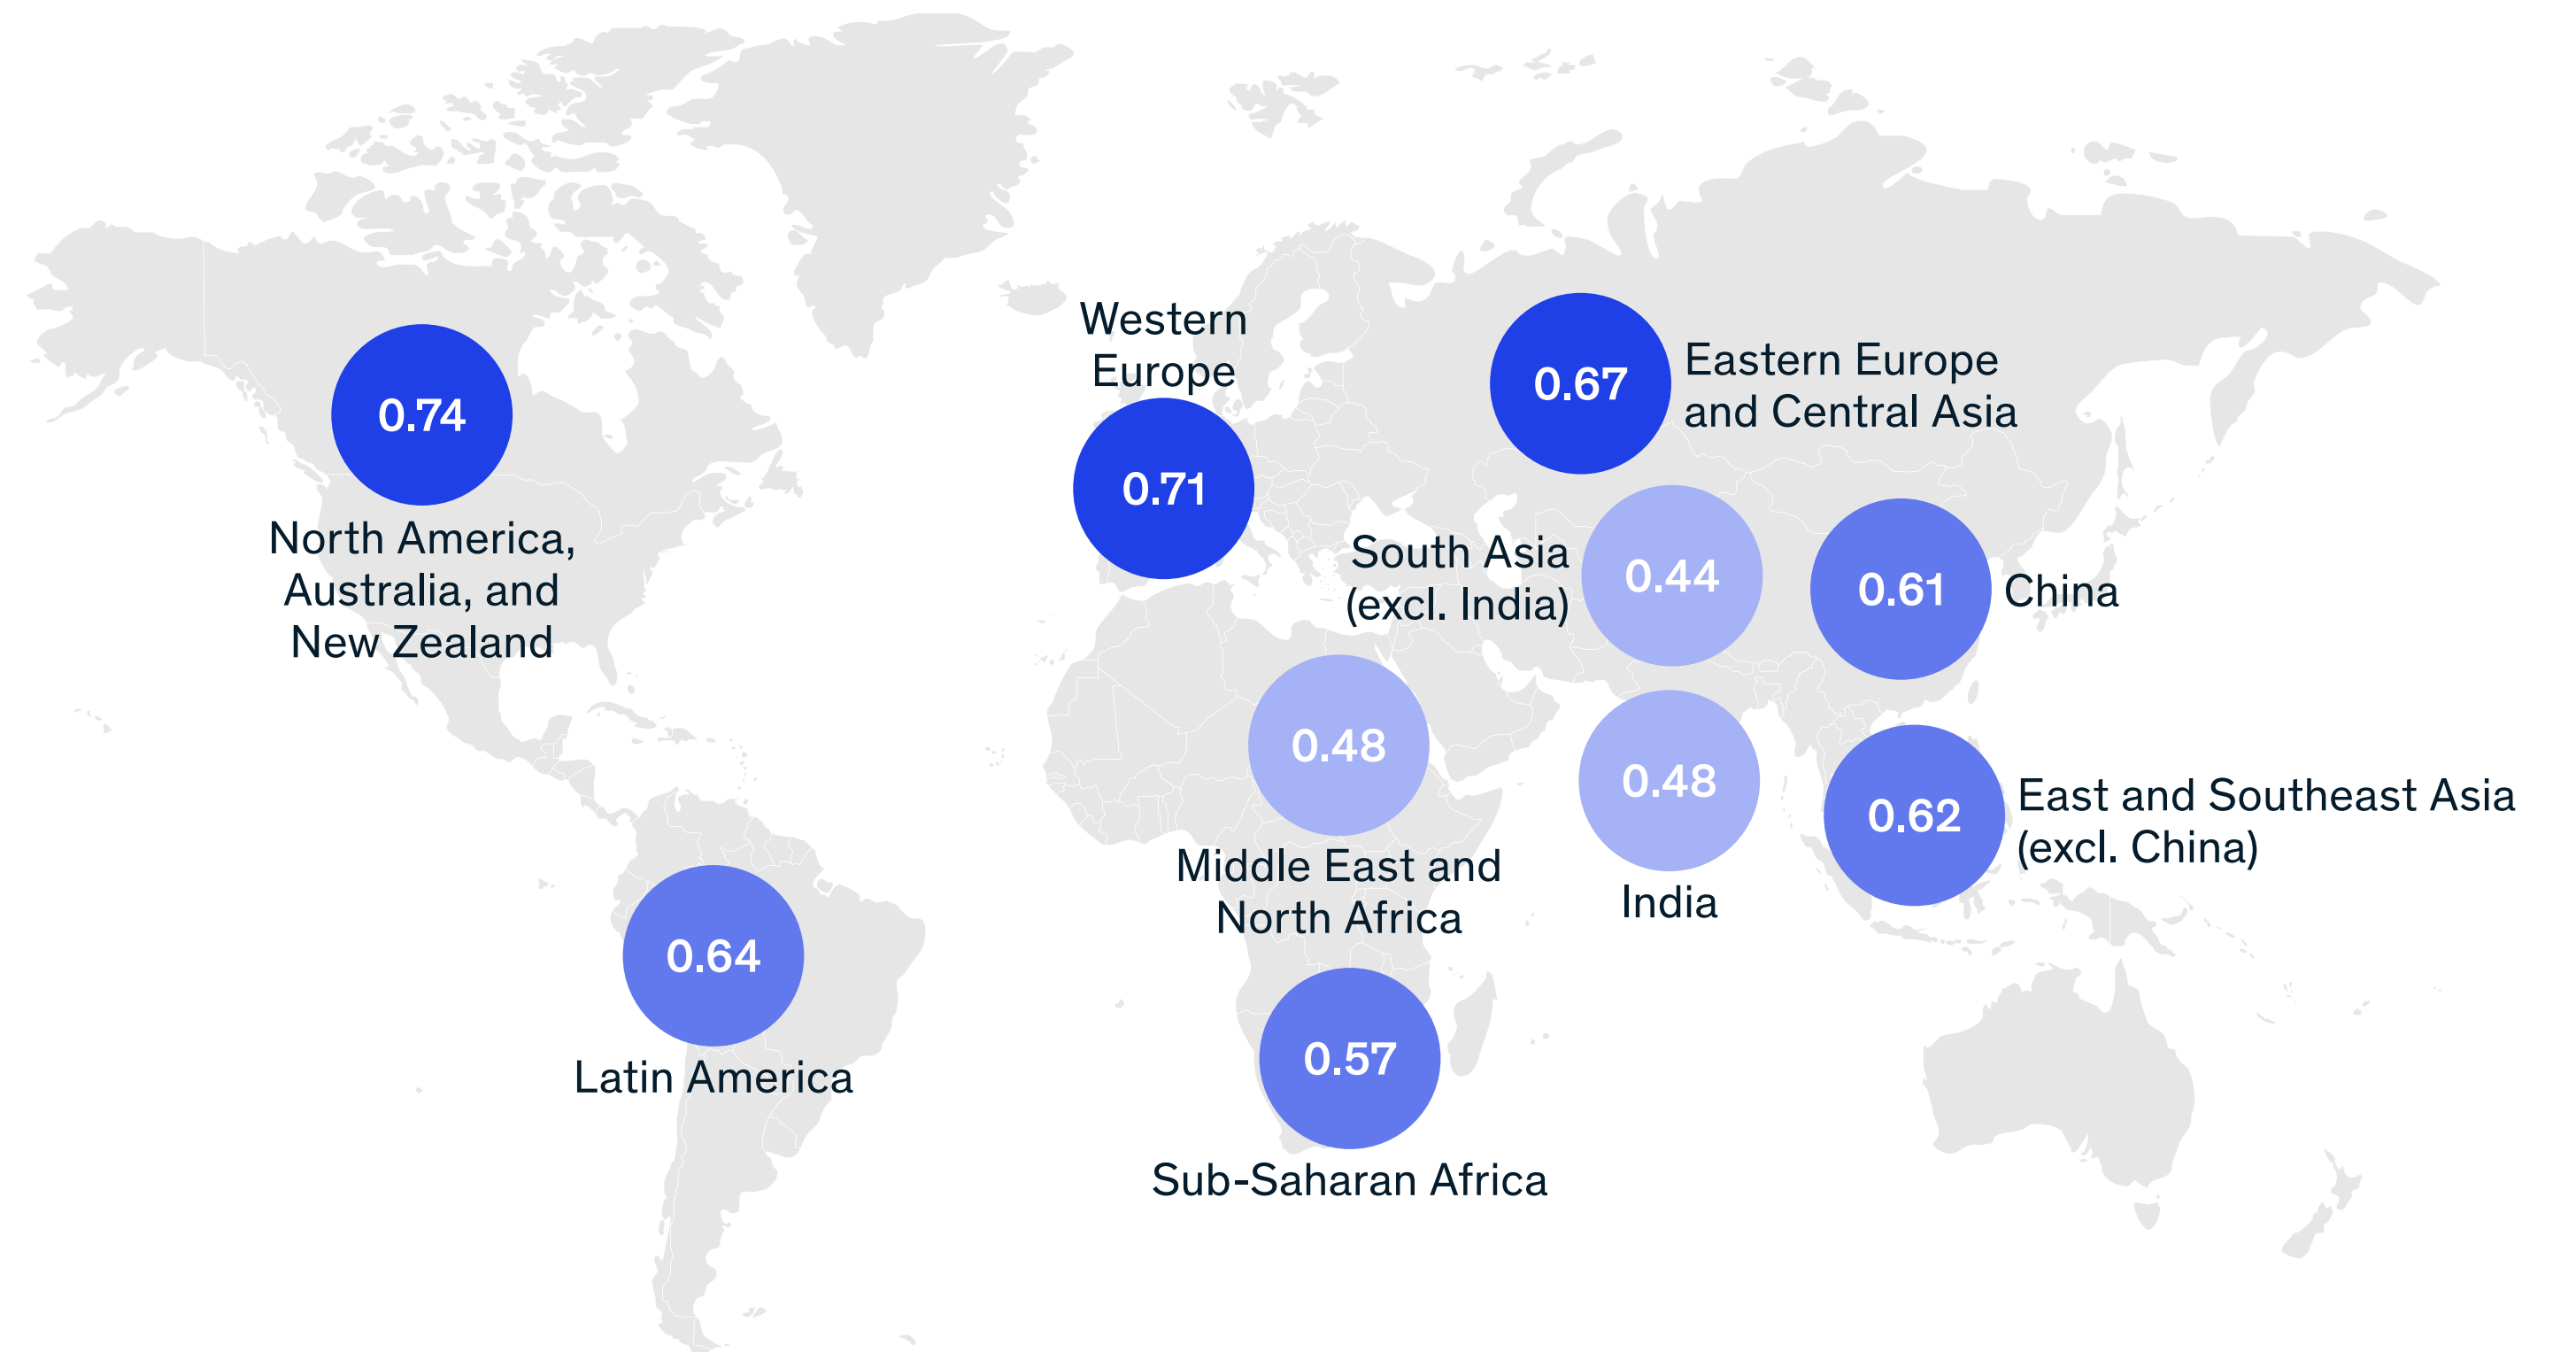 0.74
North America,
Australia, and
New Zealand
Western
Europe
0.71
0.67
Eastern Europe
and Central Asia
South Asia
(excl. India)
0.44
0.61
China
0.48
Middle East and
North Africa
0.48
India
0.62
East and Southeast Asia
(excl. China)
0.64
Latin America
0.57
Sub-Saharan Africa